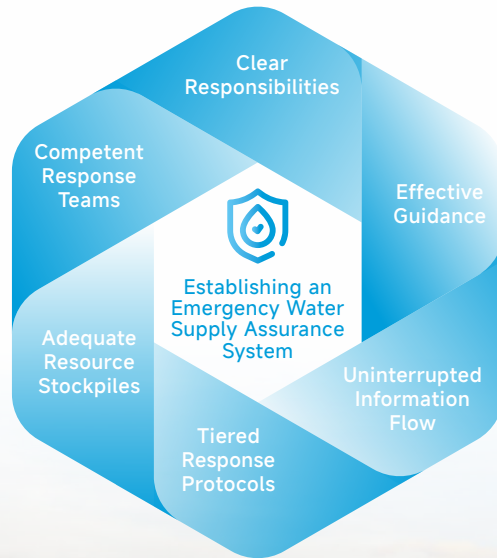 Clear
Responsibilities
Effective
Guidance
Uninterrupted
Information
Flow
Tiered
Response
Protocols
Adequate
Resource
Stockpiles
Competent
Response
Teams
Establishing an
Emergency Water
Supply Assurance
System